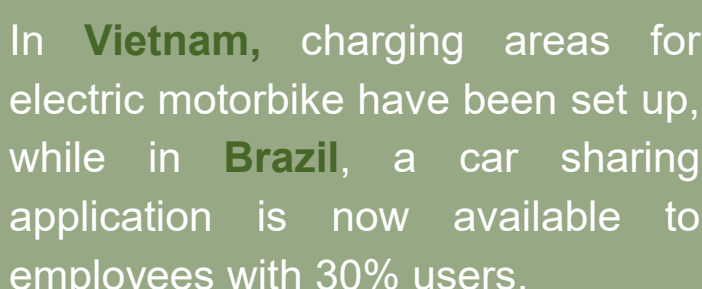 In Vietnam, charging areas for
electric motorbike have been set up,
while in Brazil, a car sharing
application is now available to
employees with 30% users.